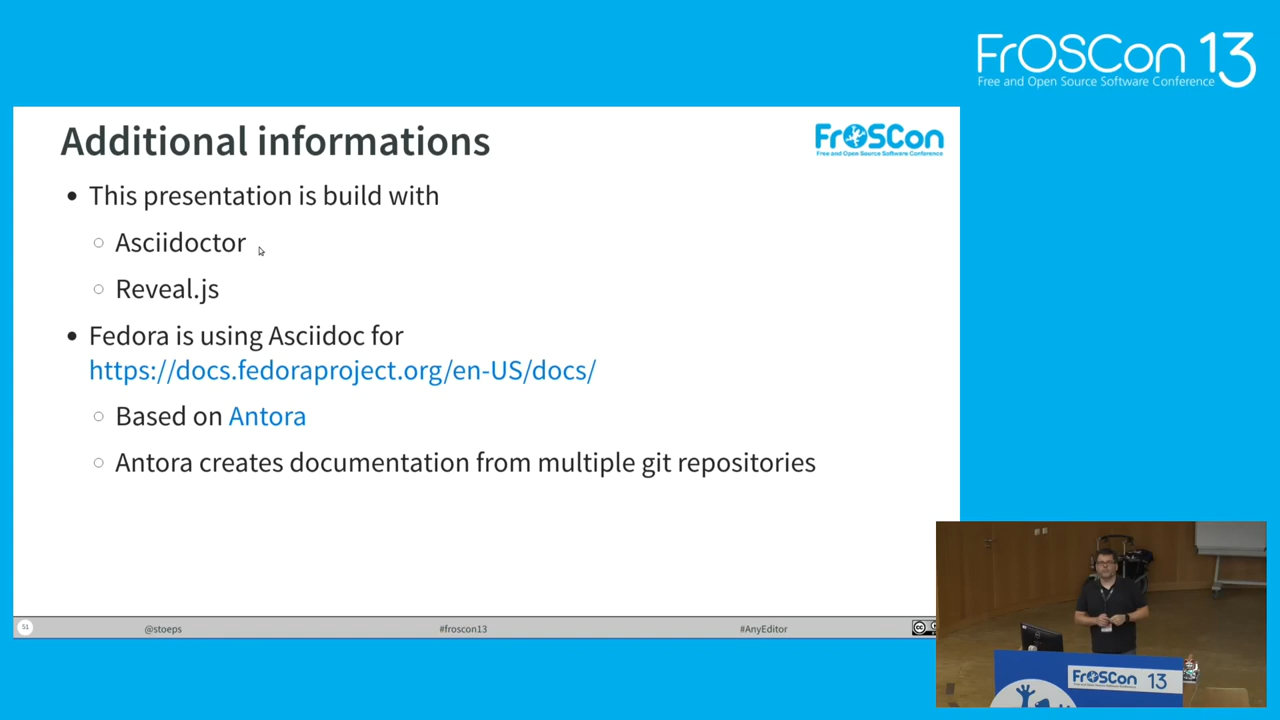 FrOSCon 13
Free and Open Source Software Conference
Additional informations
FrOSCon
Free and Open Source Software Conference
This presentation is build with
Asciidoctor
Reveal.js
Fedora is using Asciidoc for
https://docs.fedoraproject.org/en-US/docs/
Based on Antora
Antora creates documentation from multiple git repositories
51
@stoeps
#froscon13
#AnyEditor
cc
FrOSCon 13